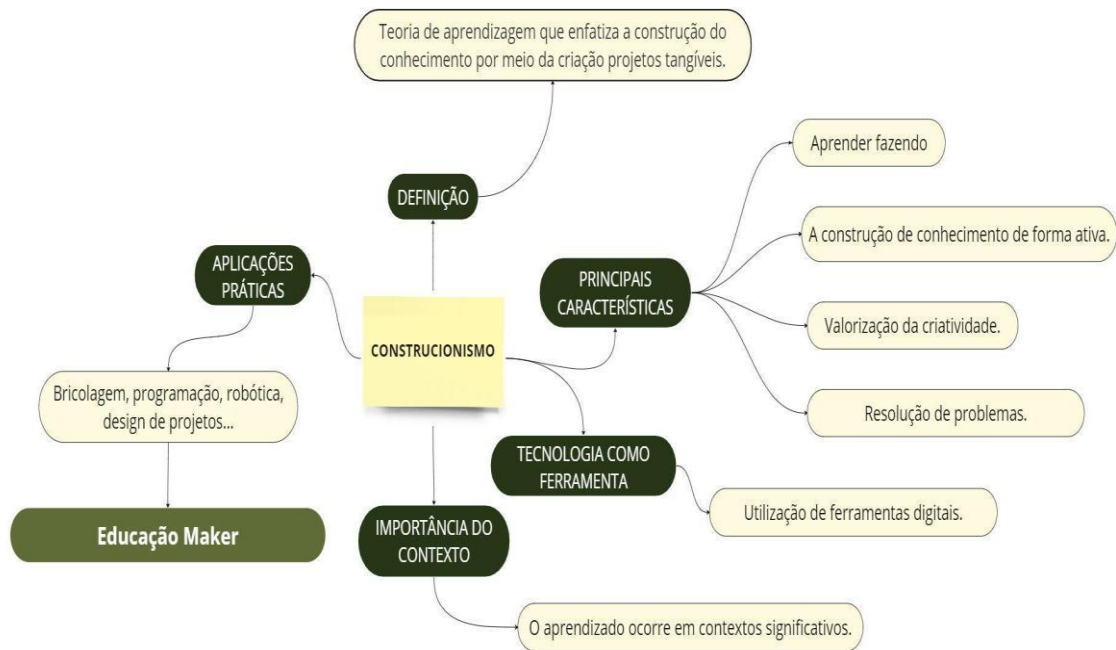 Teoria de aprendizagem que enfatiza a construção do
conhecimento por meio da criação projetos tangíveis.
DEFINIÇÃO
Aprender fazendo
A construção de conhecimento de forma ativa.
APLICAÇÕES
PRÁTICAS
PRINCIPAIS
CARACTERÍSTICAS
Valorização da criatividade.
CONSTRUCIONISMO
Bricolagem, programação, robótica,
design de projetos...
Resolução de problemas.
TECNOLOGIA COMO
FERRAMENTA
Utilização de ferramentas digitais.
Educação Maker
IMPORTÂNCIA DO
CONTEXTO
O aprendizado ocorre em contextos significativos.